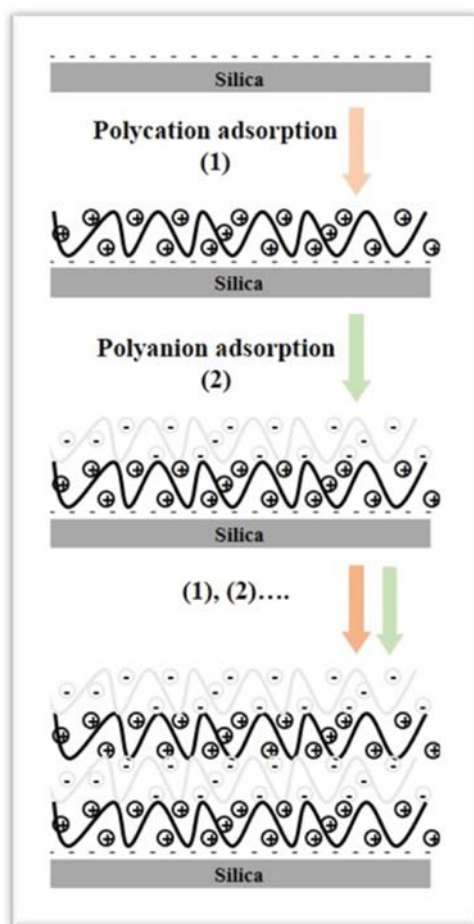 Silica
Polycation adsorption
(1)
Silica
Polyanion adsorption
(2)
Silica
(1), (2)....
Silica